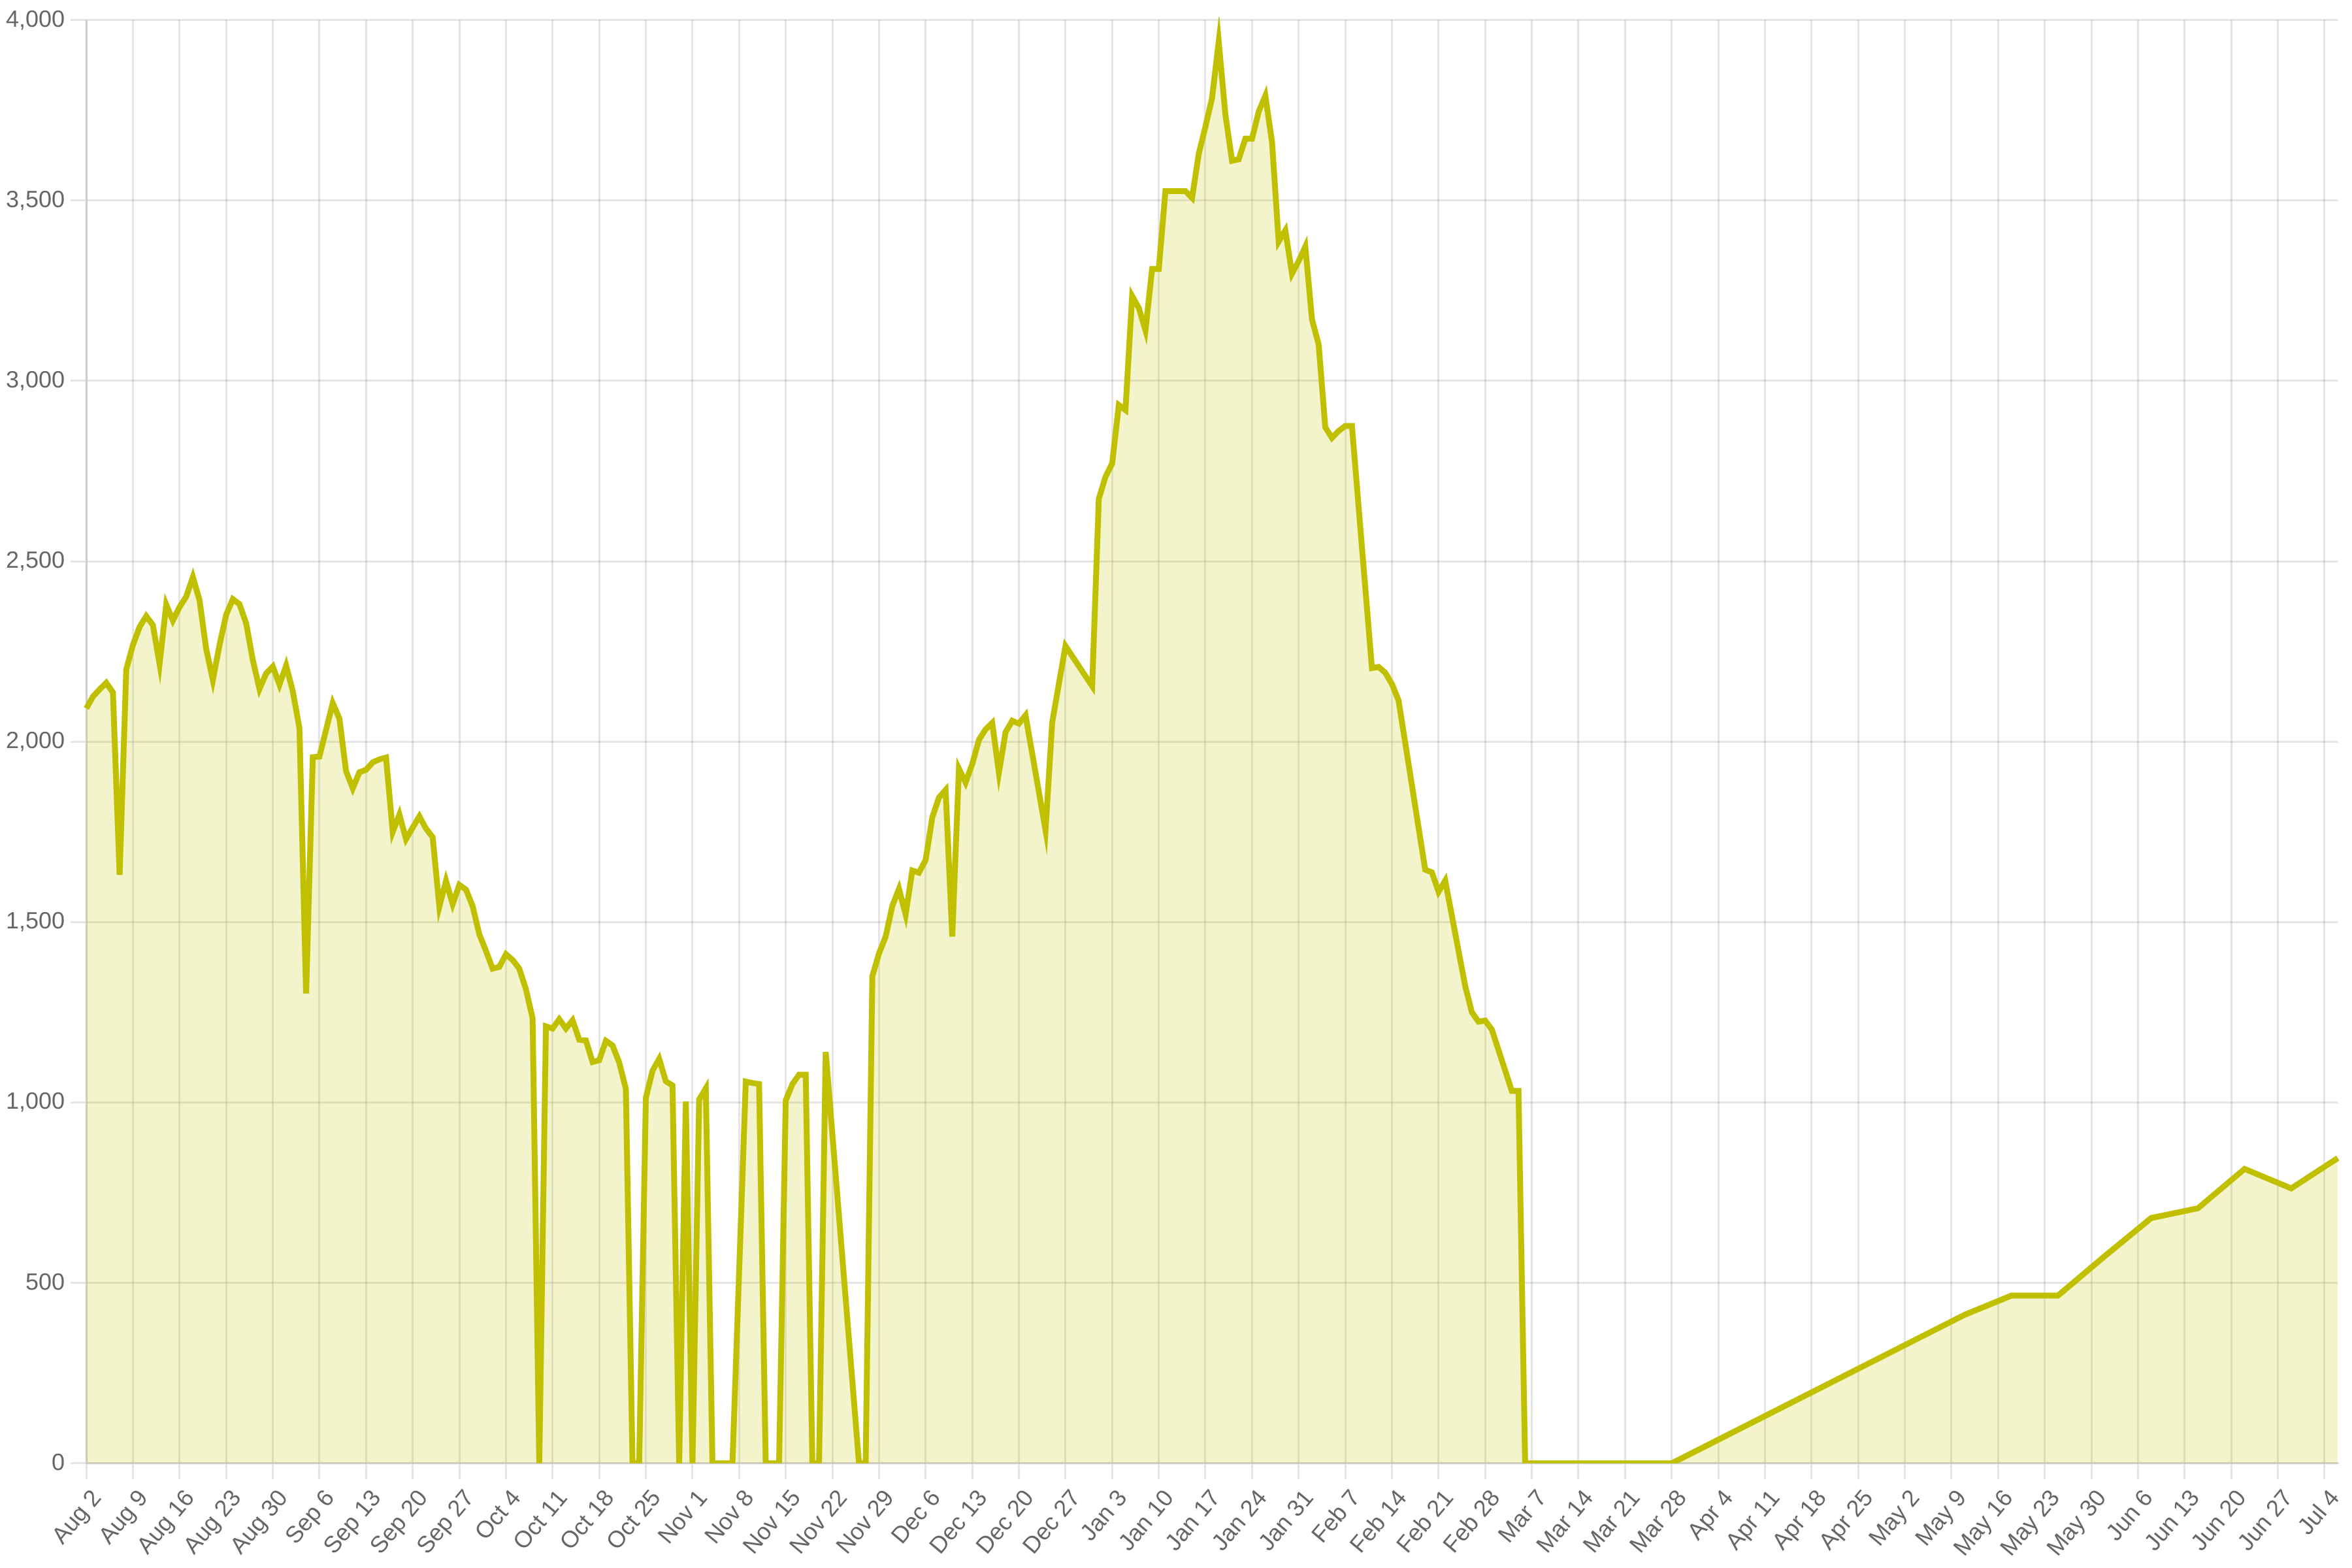 4,000
3,500
3,000
2,500
2,000
1,500
1,000
500
0
Aug 2
Aug 9
Aug 16
Aug 23
Aug 30
Sep 6
Sep 13
Sep 20
Sep 27
Oct 4
Oct 11
Oct 18
Oct 25
Nov 1
Nov 8
Nov 15
Nov 22
Nov 29
Dec 6
Dec 13
Dec 20
Dec 27
Jan 3
Jan 10
Jan 17
Jan 24
Jan 31
Feb 7
Feb 14
Feb 21
Feb 28
Mar 7
Mar 14
Mar 21
Mar 28
Apr 4
Apr 11
Apr 18
Apr 25
May 2
May 9
May 16
May 23
May 30
Jun 6
Jun 13
Jun 20
Jun 27
Jul 4